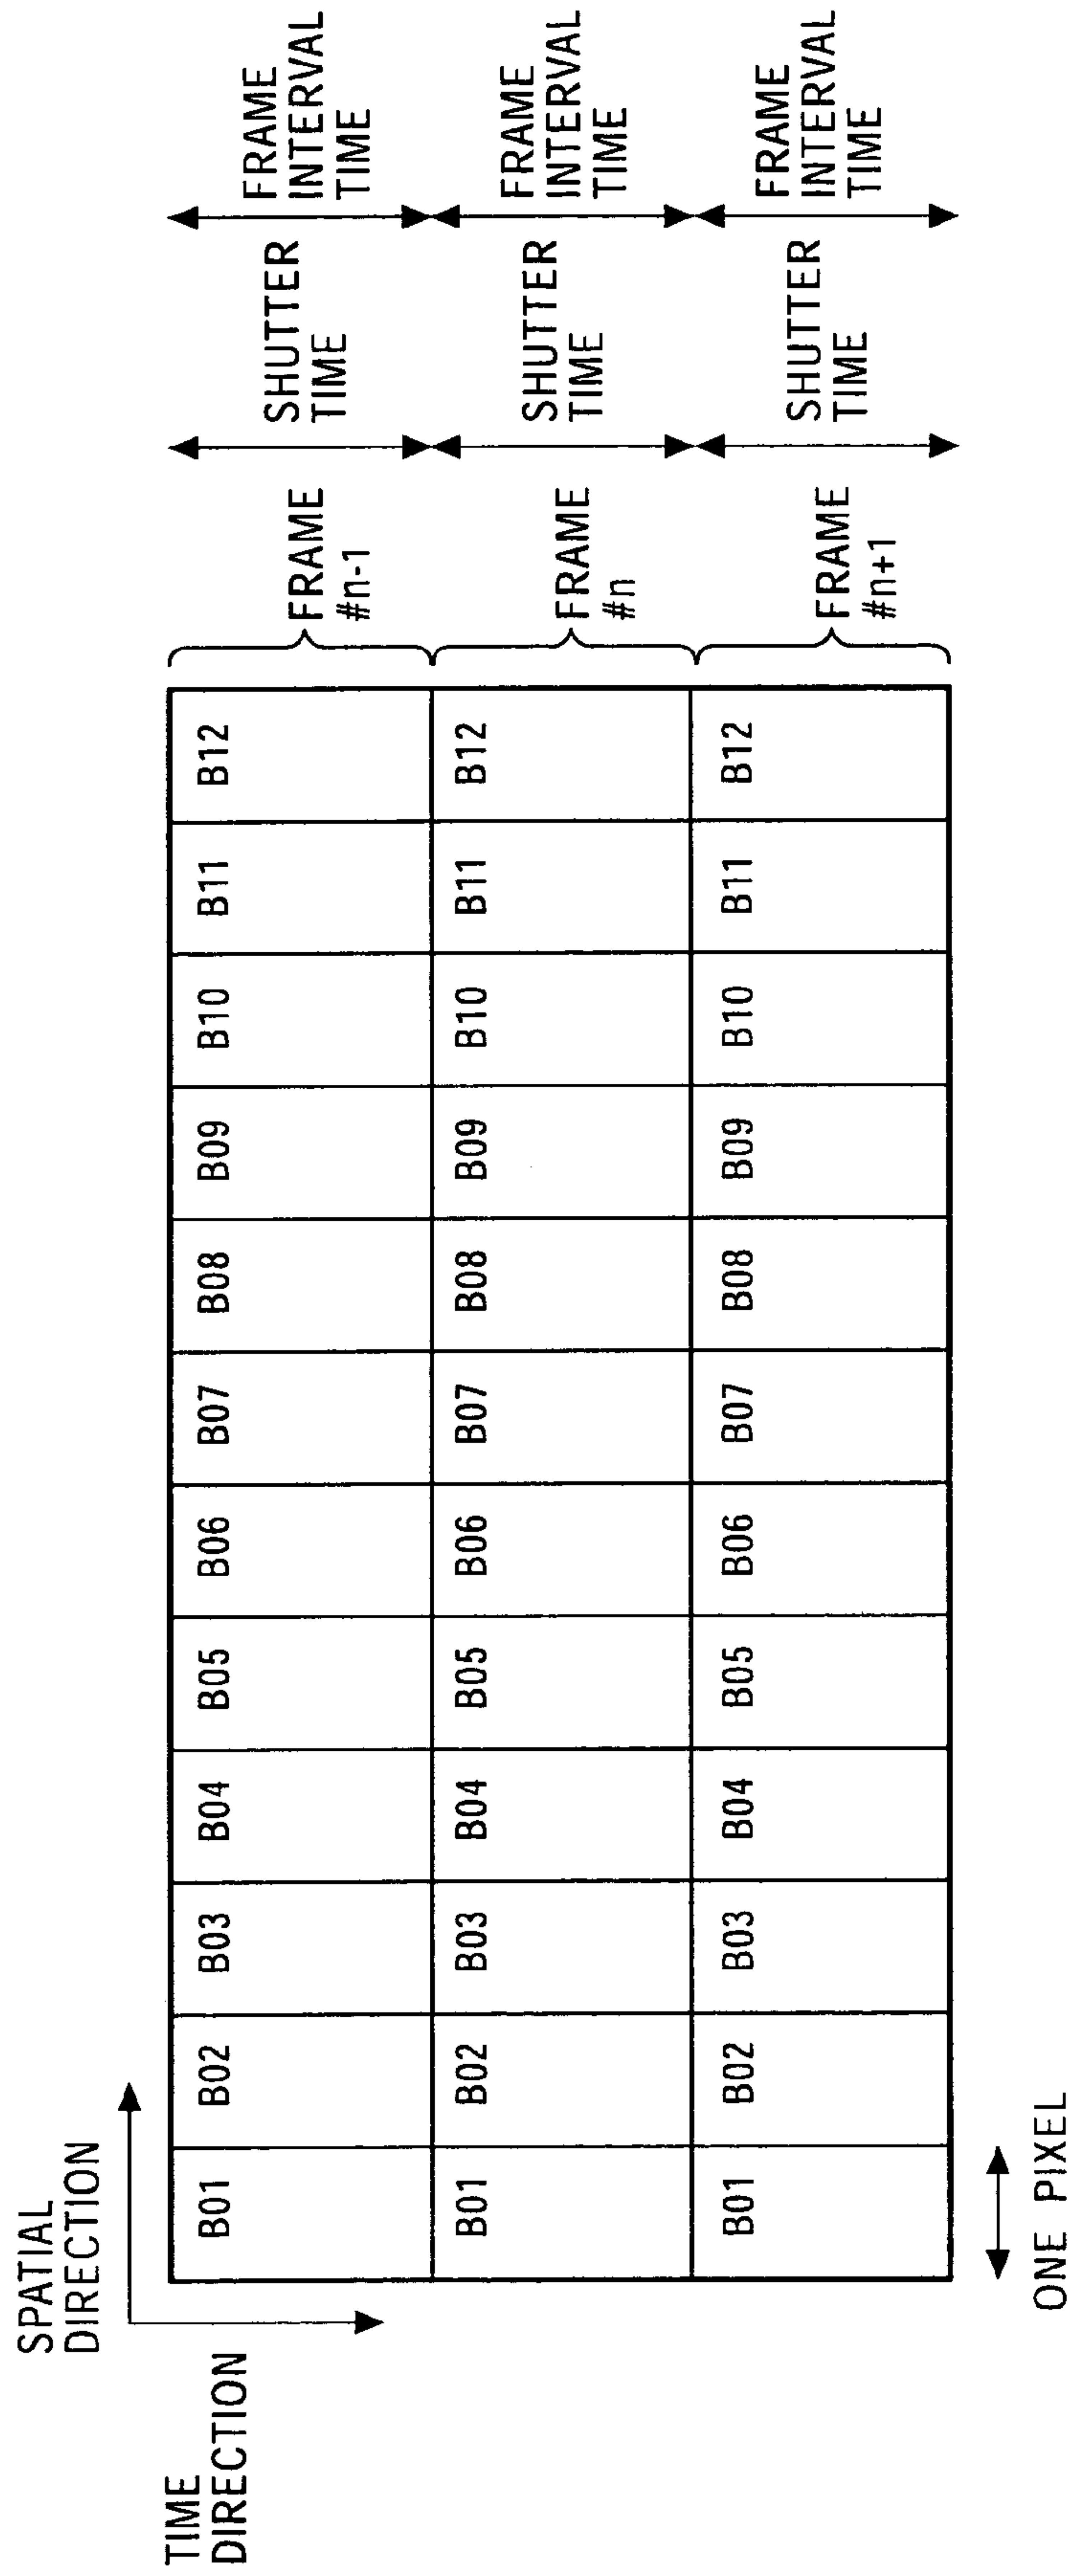 SPATIAL
DIRECTION
TIME
DIRECTION
B01 B02 B03 B04 B05 B06 B07 B08 B09 B10 B11 B12
FRAME
#n-1
SHUTTER
TIME
FRAME
INTERVAL
TIME
B01 B02 B03 B04 B05 B06 B07 B08 B09 B10 B11 B12
FRAME
#n
SHUTTER
TIME
FRAME
INTERVAL
TIME
B01 B02 B03 B04 B05 B06 B07 B08 B09 B10 B11 B12
FRAME
#n+1
SHUTTER
TIME
FRAME
INTERVAL
TIME
ONE PIXEL